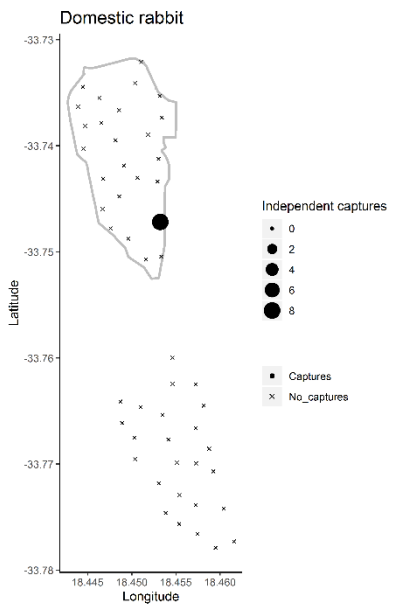 Domestic rabbit
-33.73
-33.74
-33.75
-33.76
-33.77
-33.78
Latitude
18.445 18.450 18.455 18.460
Longitude
Independent captures
0
2
4
6
8
Captures
No_captures